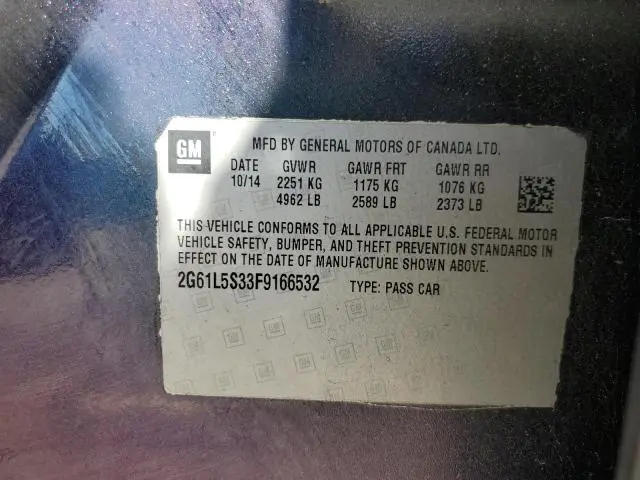 GM
MFD BY GENERAL MOTORS OF CANADA LTD.
DATE GVWR GAWR FRT GAWR RR
10/14 2251 KG 1175 KG 1076 KG
4962 LB 2589 LB 2373 LB
THIS VEHICLE CONFORMS TO ALL APPLICABLE U.S. FEDERAL MOTOR
VEHICLE SAFETY, BUMPER, AND THEFT PREVENTION STANDARDS IN
EFFECT ON THE DATE OF MANUFACTURE SHOWN ABOVE.
2G61L5S33F9166532 TYPE: PASS CAR